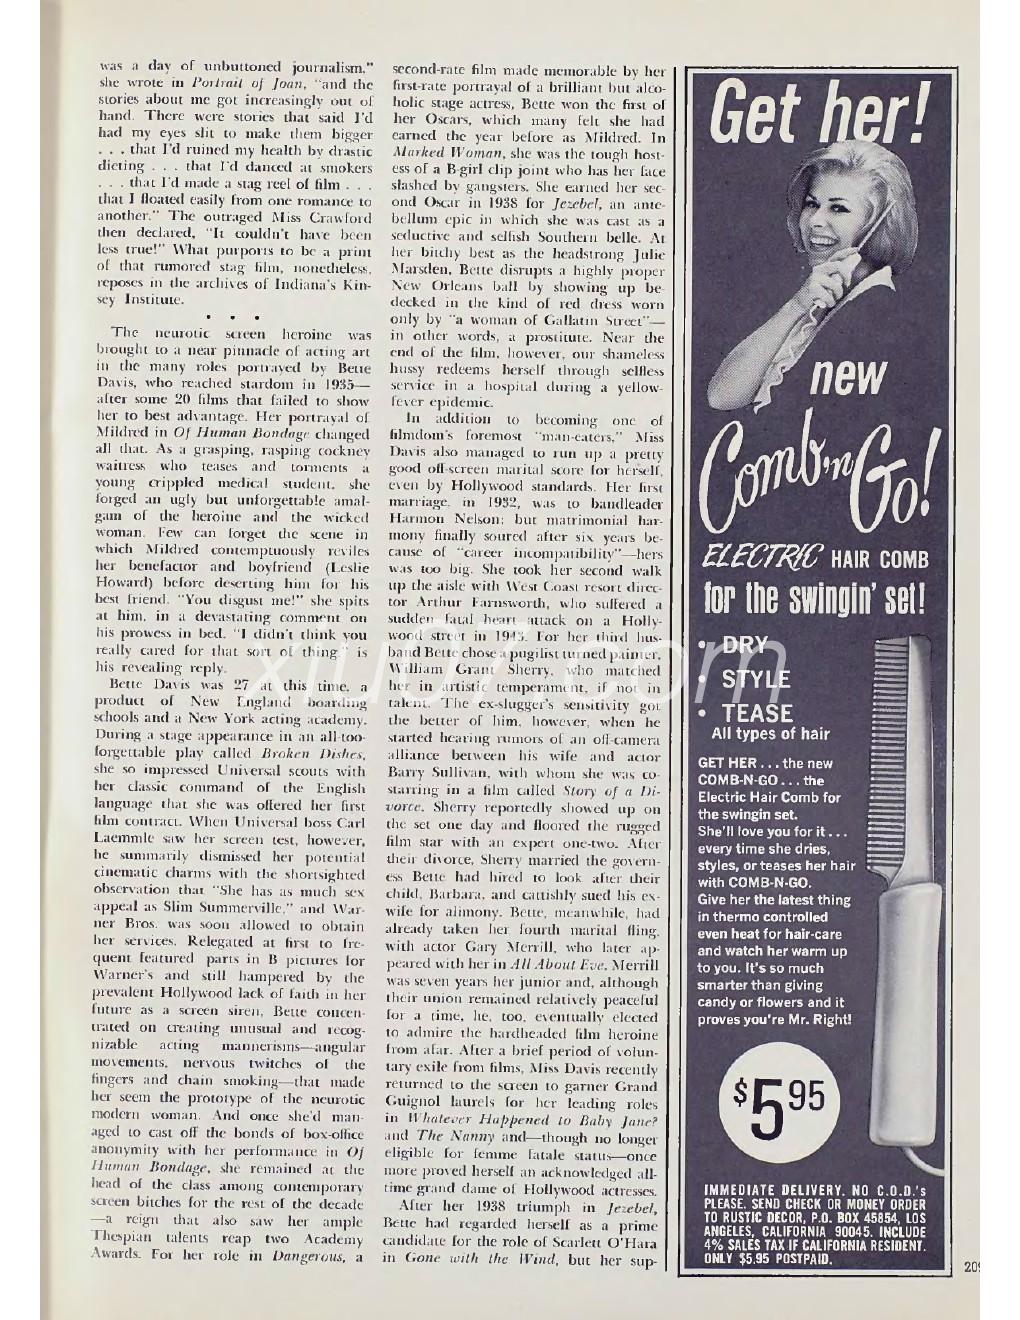 was a day of unbuttoned journalism,"
she wrote in Portrait of Joan, "and the
stories about me got increasingly out of
hand. There were stories that said I'd
had my eyes slit to make them bigger
. . . that I'd ruined my health by drastic
dieting . . . that I'd danced at smokers
. . . that I'd made a stag reel of film . . .
that I floated easily from one romance to
another." The outraged Miss Crawford
then declared, "It couldn't have been
less true!" What purports to be a print
of that rumored stag film, nonetheless,
reposes in the archives of Indiana's Kin-
sey Institute.
• • •
The neurotic screen heroine was
brought to a near pinnacle of acting art
in the many roles portrayed by Bette
Davis, who reached stardom in 1935—
after some 20 films that failed to show
her to best advantage. Her portrayal of
Mildred in Of Human Bondage changed
all that. As a grasping, rasping cockney
waitress who teases and torments a
young crippled medical student, she
forged an ugly but unforgettable amal-
gam of the heroine and the wicked
woman. Few can forget the scene in
which Mildred contemptuously reviles
her benefactor and boyfriend (Leslie
Howard) before deserting him for his
best friend. "You disgust me!" she spits
at him, in a devastating comment on
his prowess in bed. "I didn't think you
really cared for that sort of thing," is
his revealing reply.
Bette Davis was 27 at this time, a
product of New England boarding
schools and a New York acting academy.
During a stage appearance in an all-too-
forgettable play called Broken Dishes,
she so impressed Universal scouts with
her classic command of the English
language that she was offered her first
film contract. When Universal boss Carl
Laemmle saw her screen test, however,
he summarily dismissed her potential
cinematic charms with the shortsighted
observation that "She has as much sex
appeal as Slim Summerville," and War-
ner Bros. was soon allowed to obtain
her services. Relegated at first to fre-
quent featured parts in B pictures for
Warner's and still hampered by the
prevalent Hollywood lack of faith in her
future as a screen siren, Bette concen-
trated on creating unusual and recog-
nizable acting mannerisms—angular
movements, nervous twitches of the
fingers and chain smoking—that made
her seem the prototype of the neurotic
modern woman. And once she'd man-
aged to cast off the bonds of box-office
anonymity with her performance in Of
Human Bondage, she remained at the
head of the class among contemporary
screen bitches for the rest of the decade
—a reign that also saw her ample
Thespian talents reap two Academy
Awards. For her role in Dangerous, a
second-rate film made memorable by her
first-rate portrayal of a brilliant but alco-
holic stage actress, Bette won the first of
her Oscars, which many felt she had
earned the year before as Mildred. In
Marked Woman, she was the tough host-
ess of a B-girl clip joint who has her face
slashed by gangsters. She earned her sec-
ond Oscar in 1938 for Jezebel, an ante-
bellum epic in which she was cast as a
seductive and selfish Southern belle. At
her bitchy best as the headstrong Julie
Marsden, Bette disrupts a highly proper
New Orleans ball by showing up be-
decked in the kind of red dress worn
only by "a woman of Gallatin Street"—
in other words, a prostitute. Near the
end of the film, however, our shameless
hussy redeems herself through selfless
service in a hospital during a yellow-
fever epidemic.
In addition to becoming one of
filmdom's foremost "man-eaters," Miss
Davis also managed to run up a pretty
good off-screen marital score for herself,
even by Hollywood standards. Her first
marriage, in 1932, was to bandleader
Harmon Nelson; but matrimonial har-
mony finally soured after six years be-
cause of "career incompatibility"—hers
was too big. She took her second walk
up the aisle with West Coast resort direc-
tor Arthur Farnsworth, who suffered a
sudden fatal heart attack on a Holly-
wood street in 1943. For her third hus-
band Bette chose a pugilist turned painter,
William Grant Sherry, who matched
her in artistic temperament, if not in
talent. The ex-slugger's sensitivity got
the better of him, however, when he
started hearing rumors of an off-camera
alliance between his wife and actor
Barry Sullivan, with whom she was co-
starring in a film called Story of a Di-
vorce. Sherry reportedly showed up on
the set one day and floored the rugged
film star with an expert one-two. After
their divorce, Sherry married the govern-
ess Bette had hired to look after their
child, Barbara, and cattishly sued his ex-
wife for alimony. Bette, meanwhile, had
already taken her fourth marital fling,
with actor Gary Merrill, who later ap-
peared with her in All About Eve. Merrill
was seven years her junior and, although
their union remained relatively peaceful
for a time, he, too, eventually elected
to admire the hardheaded film heroine
from afar. After a brief period of volun-
tary exile from films, Miss Davis recently
returned to the screen to garner Grand
Guignol laurels for her leading roles
in Whatever Happened to Baby Jane?
and The Nanny and—though no longer
eligible for femme fatale status—once
more proved herself an acknowledged all-
time grand dame of Hollywood actresses.
After her 1938 triumph in Jezebel,
Bette had regarded herself as a prime
candidate for the role of Scarlett O'Hara
in Gone with the Wind, but her sup-
Get her!
new
Comb 'n Go!
ELECTRIC HAIR COMB
for the swingin' set!
• DRY
• STYLE
• TEASE
All types of hair
GET HER . . . the new
COMB-N-GO . . . the
Electric Hair Comb for
the swingin set.
She'll love you for it . . .
every time she dries,
styles, or teases her hair
with COMB-N-GO.
Give her the latest thing
in thermo controlled
even heat for hair-care
and watch her warm up
to you. It's so much
smarter than giving
candy or flowers and it
proves you're Mr. Right!
$5.95
IMMEDIATE DELIVERY. NO C.O.D.'s
PLEASE. SEND CHECK OR MONEY ORDER
TO RUSTIC DECOR, P.O. BOX 45854, LOS
ANGELES, CALIFORNIA 90045. INCLUDE
4% SALES TAX IF CALIFORNIA RESIDENT.
ONLY $5.95 POSTPAID.